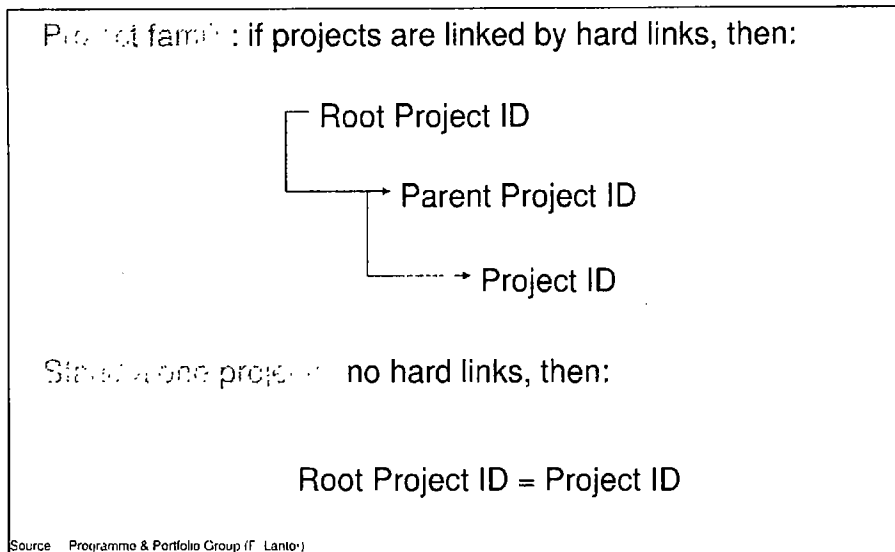 : if projects are linked by hard links, then:
Root Project ID
Parent Project ID
Project ID
no hard links, then:
Root Project ID = Project ID
Source Programme & Portfolio Group